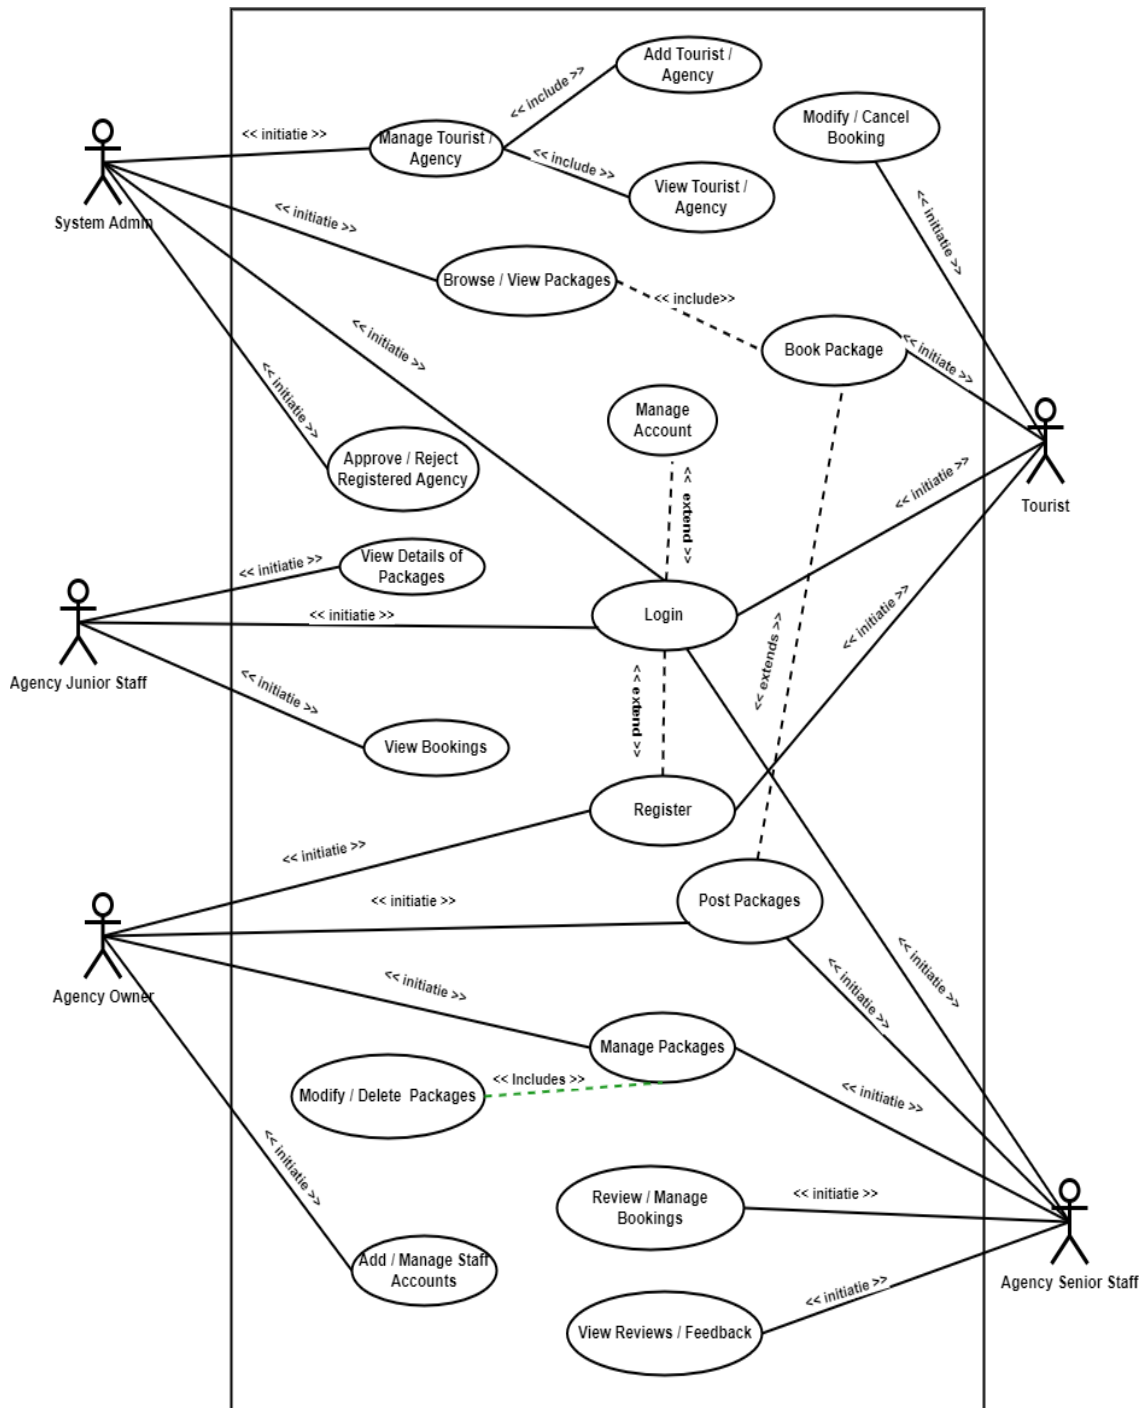 Add Tourist /
Agency
<< include >>
Modify / Cancel
Booking
<< initiatie >>
Manage Tourist /
Agency
<< include >>
View Tourist /
Agency
System Admin
<< initiatie >>
<< initiatie >>
Browse / View Packages
<< include>>
<< initiatie >>
Book Package
<< initiate >>
<< initiatie >>
Manage
Account
Approve / Reject
Registered Agency
<< extend >>
<< initiatie >>
Tourist
<< initiatie >>
View Details of
Packages
<< initiatie >>
Login
<< initiatie >>
Agency Junior Staff
<< initiatie >>
<< extend >>
<< extends >>
View Bookings
Register
<< initiatie >>
<< initiatie >>
Post Packages
Agency Owner
<< initiatie >>
<< initiatie >>
<< initiatie >>
Manage Packages
<< Includes >>
Modify / Delete Packages
<< initiatie >>
<< initiatie >>
Review / Manage
Bookings
<< initiatie >>
Add / Manage Staff
Accounts
Agency Senior Staff
<< initiatie >>
View Reviews / Feedback